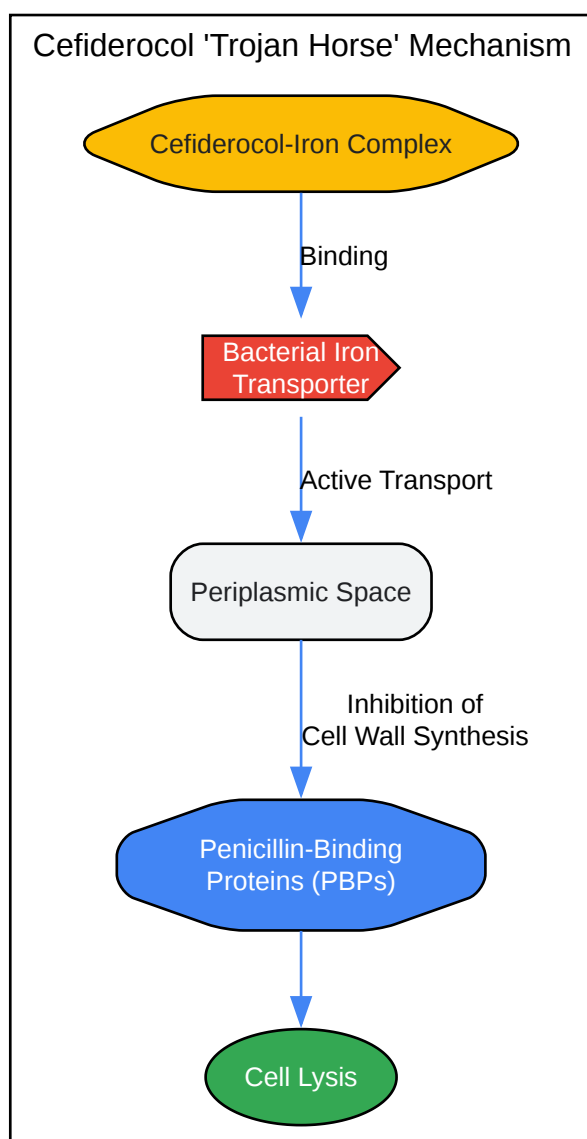 Cefiderocol 'Trojan Horse' Mechanism
Cefiderocol-Iron Complex
Binding
Bacterial Iron
Transporter
Active Transport
Periplasmic Space
Inhibition of
Cell Wall Synthesis
Penicillin-Binding
Proteins (PBPs)
Cell Lysis